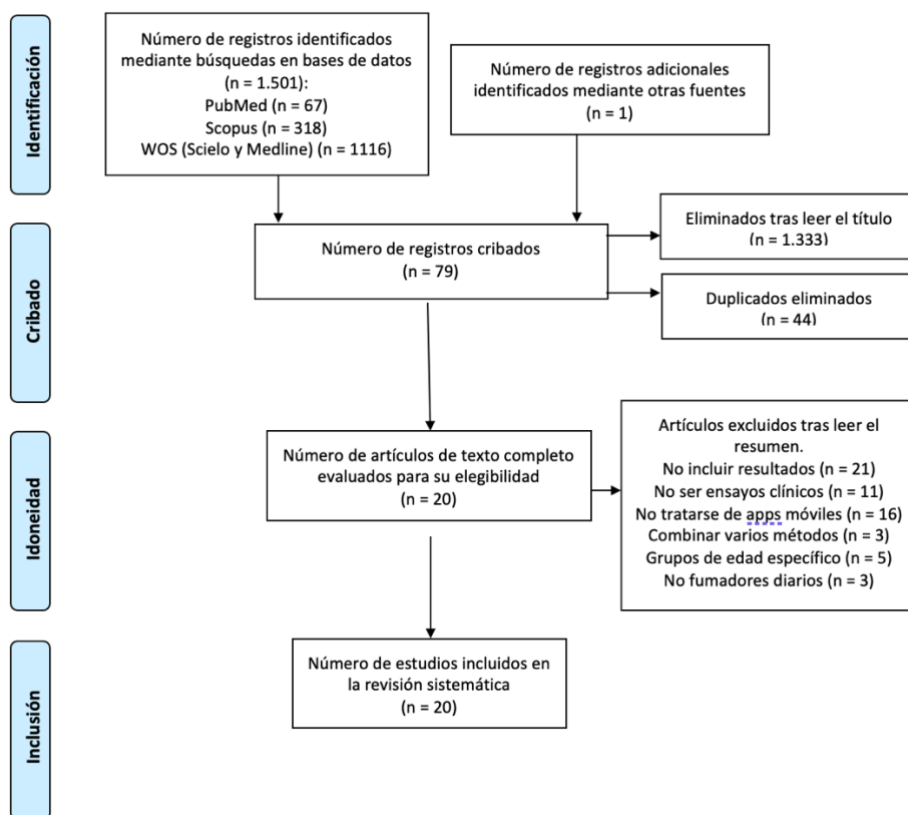 Identificación
Número de registros identificados
mediante búsquedas en bases de datos
(n = 1.501):
PubMed (n = 67)
Scopus (n = 318)
WOS (Scielo y Medline) (n = 1116)
Número de registros adicionales
identificados mediante otras fuentes
(n = 1)
Cribado
Número de registros cribados
(n = 79)
Eliminados tras leer el título
(n = 1.333)
Duplicados eliminados
(n = 44)
Idoneidad
Número de artículos de texto completo
evaluados para su elegibilidad
(n = 20)
Artículos excluidos tras leer el
resumen.
No incluir resultados (n = 21)
No ser ensayos clínicos (n = 11)
No tratarse de apps móviles (n = 16)
Combinar varios métodos (n = 3)
Grupos de edad específico (n = 5)
No fumadores diarios (n = 3)
Inclusión
Número de estudios incluidos en
la revisión sistemática
(n = 20)